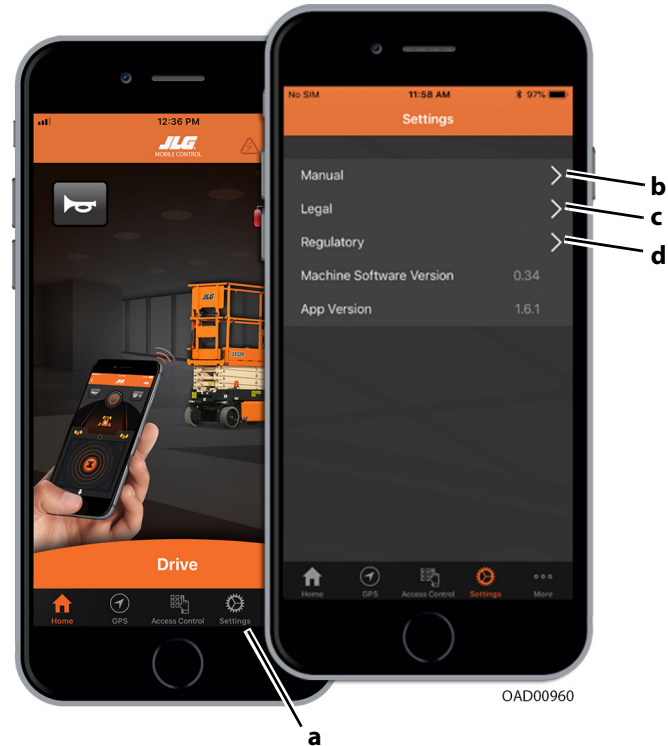 12:36 PM
JLG
MOBILE CONTROL
JLG
Drive
Home GPS Access Control Settings
No SIM 11:58 AM 97%
Settings
Manual
Legal
Regulatory
Machine Software Version 0.34
App Version 1.6.1
Home GPS Access Control Settings More
a
b
c
d
OAD00960